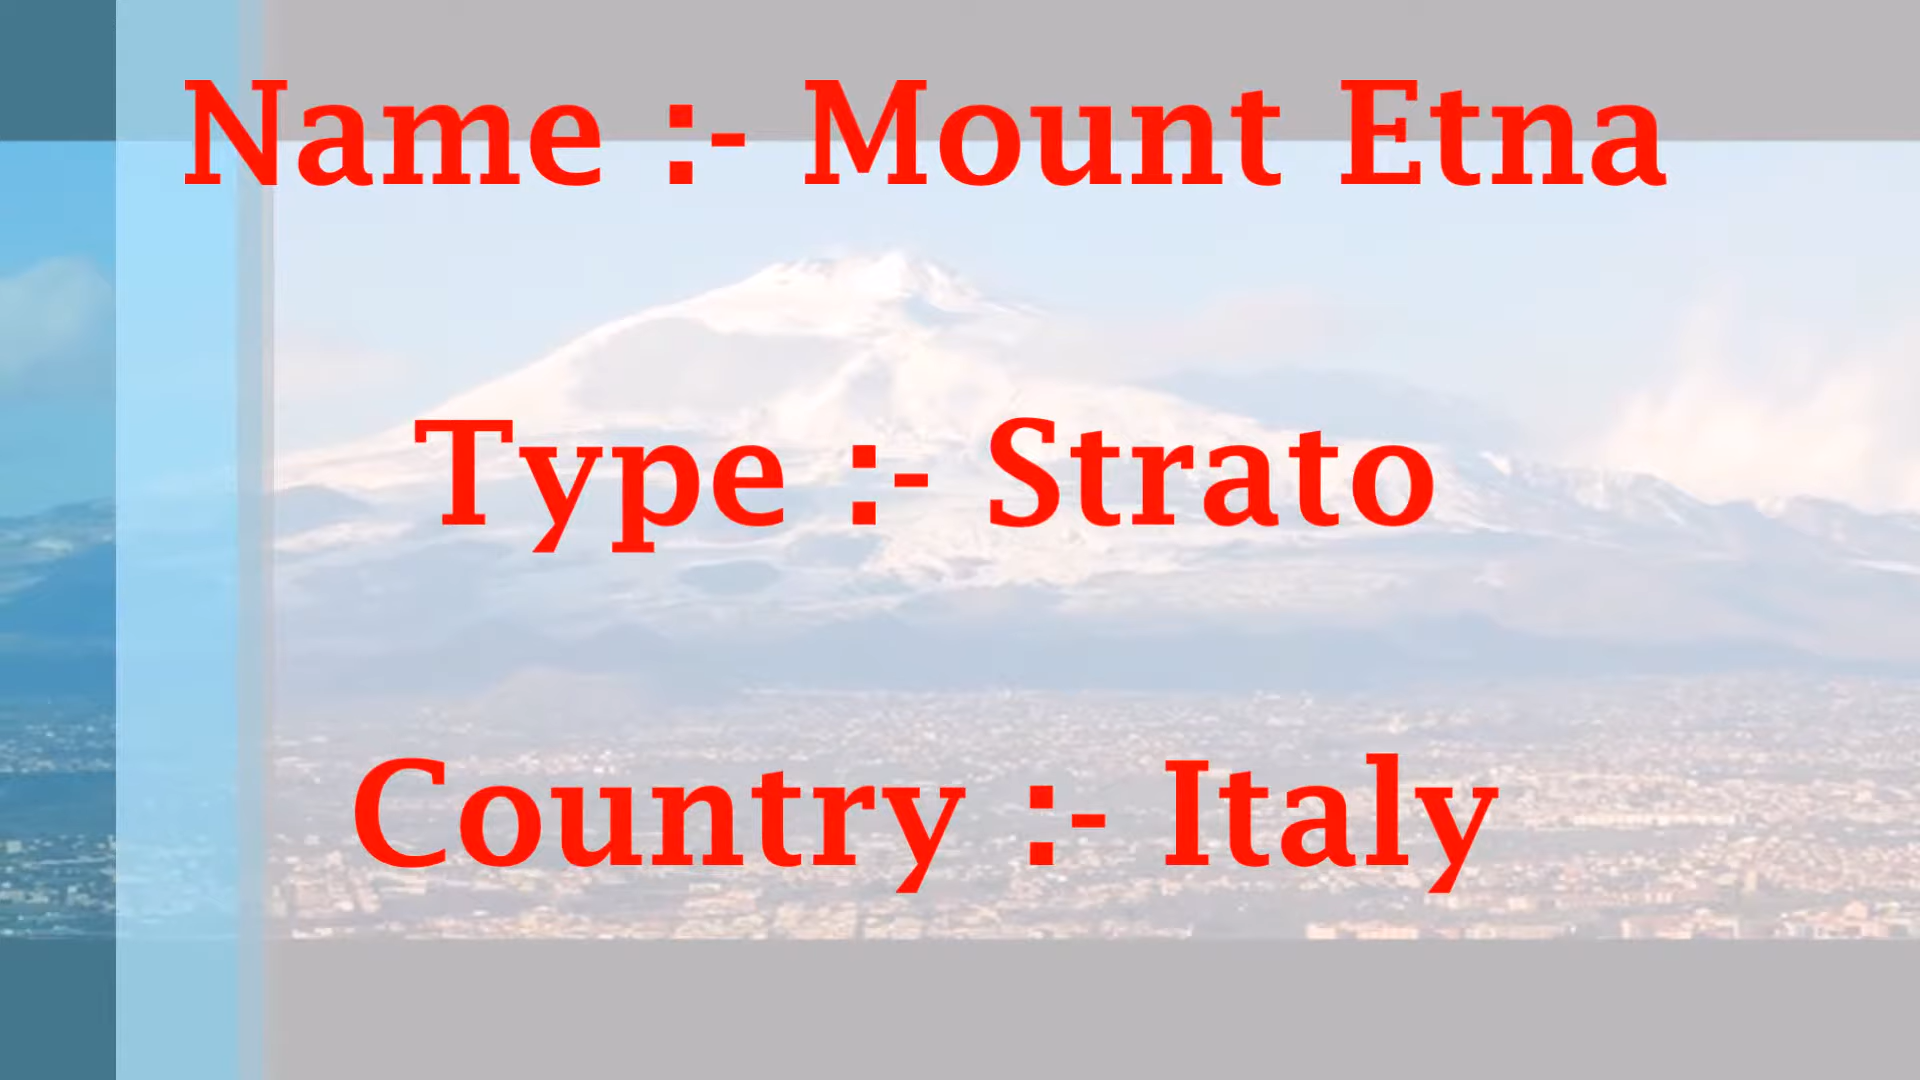 Name :- Mount Etna
Type :- Strato
Country :- Italy